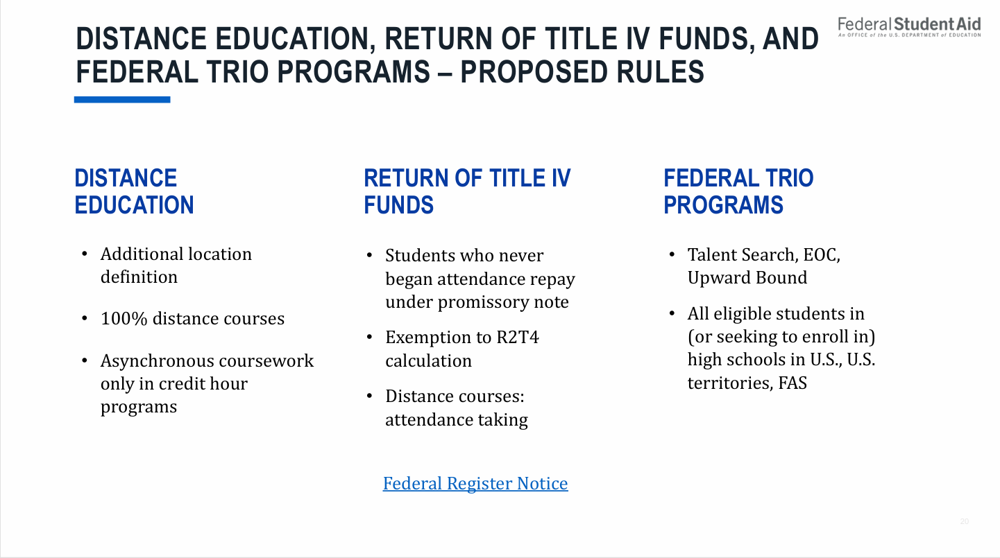 DISTANCE EDUCATION, RETURN OF TITLE IV FUNDS, AND
FEDERAL TRIO PROGRAMS – PROPOSED RULES
Federal Student Aid
An OFFICE of the U.S. DEPARTMENT of EDUCATION
DISTANCE
EDUCATION
• Additional location
definition
• 100% distance courses
• Asynchronous coursework
only in credit hour
programs
RETURN OF TITLE IV
FUNDS
• Students who never
began attendance repay
under promissory note
• Exemption to R2T4
calculation
• Distance courses:
attendance taking
FEDERAL TRIO
PROGRAMS
• Talent Search, EOC,
Upward Bound
• All eligible students in
(or seeking to enroll in)
high schools in U.S., U.S.
territories, FAS
Federal Register Notice
20